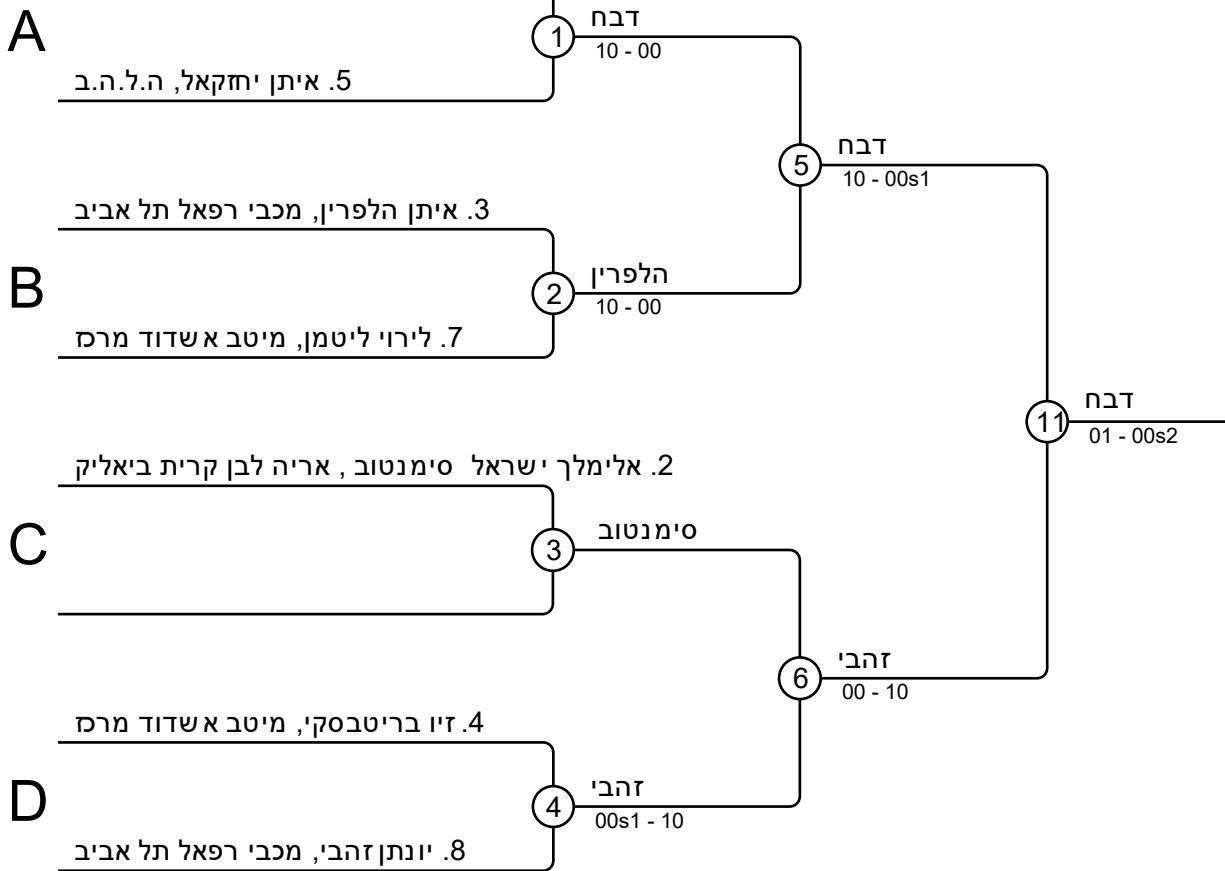 A
1
דבח
10 - 00
5. איתן יחזקאל, ה.ל.ה.ב
5
דבח
10 - 00s1
3. איתן הלפרין, מכבי רפאל תל אביב
B
2
הלפרין
10 - 00
7. לירוי ליטמן, מיטב אשדוד מרכז
11
דבח
01 - 00s2
2. אלימלך ישראל סימנטוב , אריה לבן קרית ביאליק
C
3
סימנטוב
6
זהבי
00 - 10
4. זיו בריטבסקי, מיטב אשדוד מרכז
D
4
זהבי
00s1 - 10
8. יונתן זהבי, מכבי רפאל תל אביב